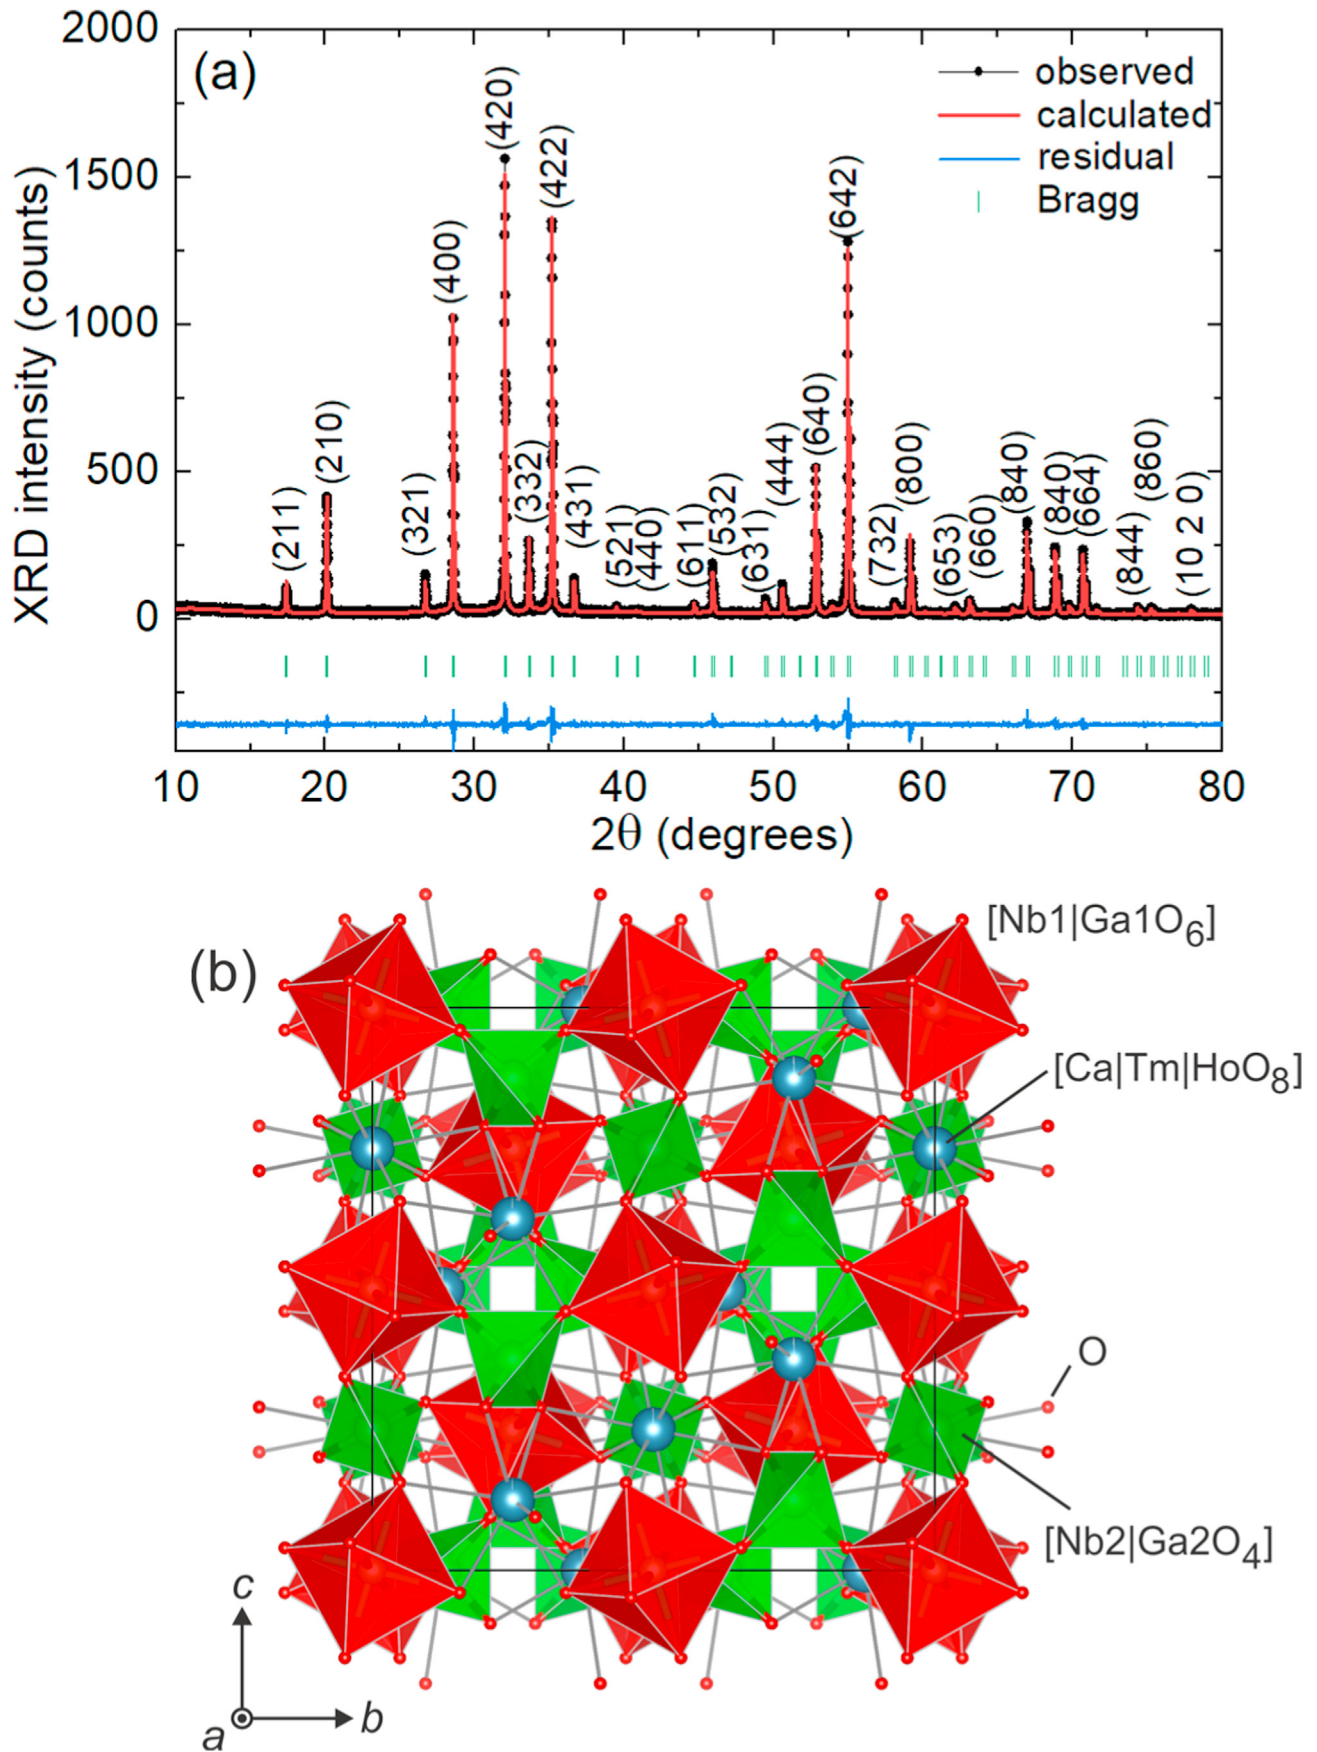 (a)
observed
calculated
residual
Bragg
2000
1500
1000
500
0
XRD intensity (counts)
(211)
(210)
(321)
(400)
(420)
(332)
(422)
(431)
(521)
(440)
(611)
(532)
(631)
(444)
(640)
(642)
(732)
(800)
(653)
(660)
(840)
(840)
(664)
(844)
(860)
(10 2 0)
10 20 30 40 50 60 70 80
2θ (degrees)
(b)
[Nb1|Ga1O6]
[Ca|Tm|HoO8]
O
[Nb2|Ga2O4]
c
a
b